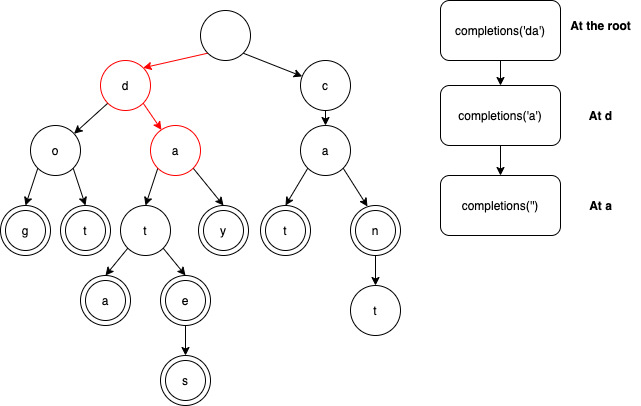 completions('da')
At the root
d
c
completions('a')
At d
o
a
a
completions('')
At a
g
t
t
y
t
n
a
e
t
s